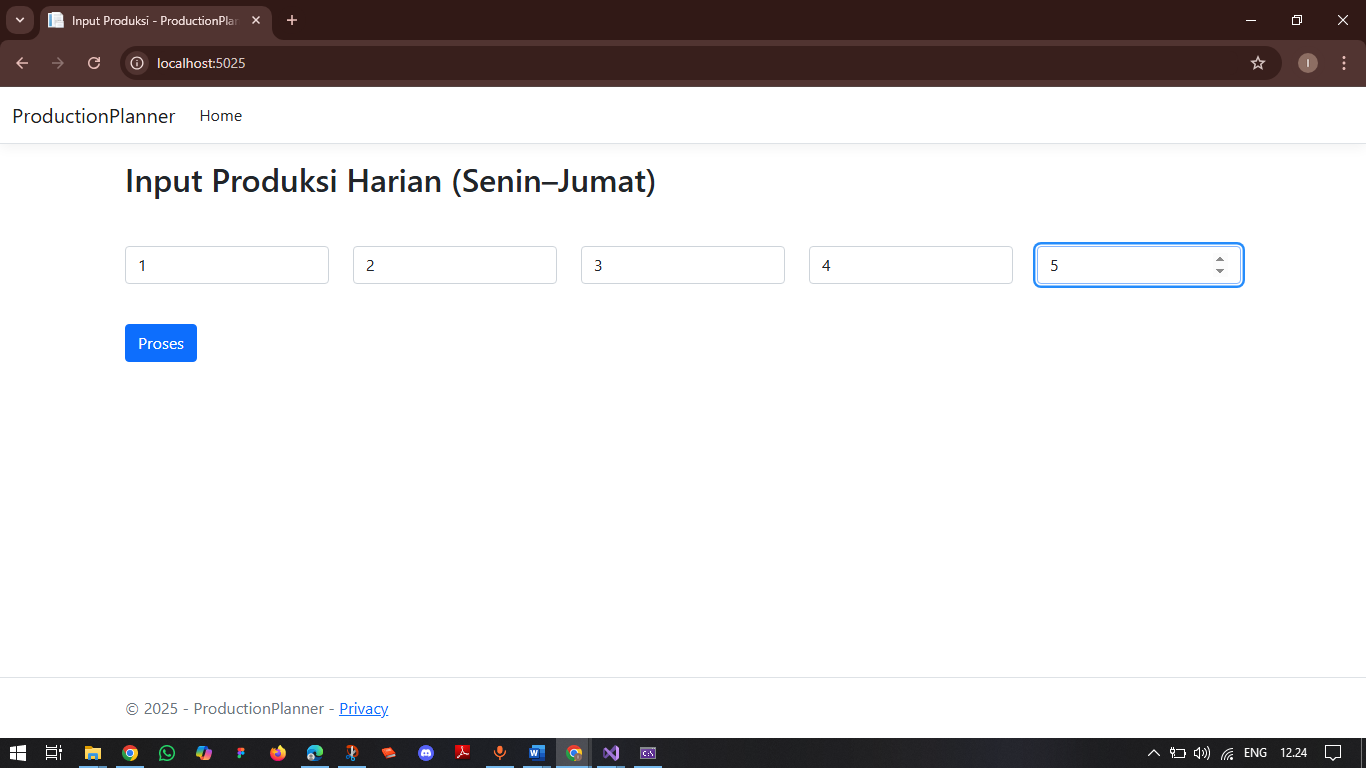 Input Produksi - ProductionPlan
localhost:5025
I
ProductionPlanner Home
Input Produksi Harian (Senin–Jumat)
1 2 3 4 5
Proses
© 2025 - ProductionPlanner - Privacy
ENG 12.24